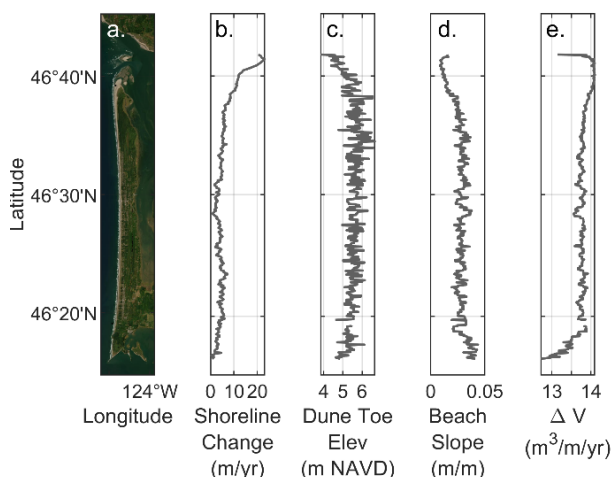 a. b. c. d. e.
46°40'N
46°30'N
46°20'N
Latitude
124°W 0 10 20 4 5 6 0 0.05 13 14
Longitude Shoreline Dune Toe Beach Δ V
Change Elev Slope (m³/m/yr)
(m/yr) (m NAVD) (m/m)